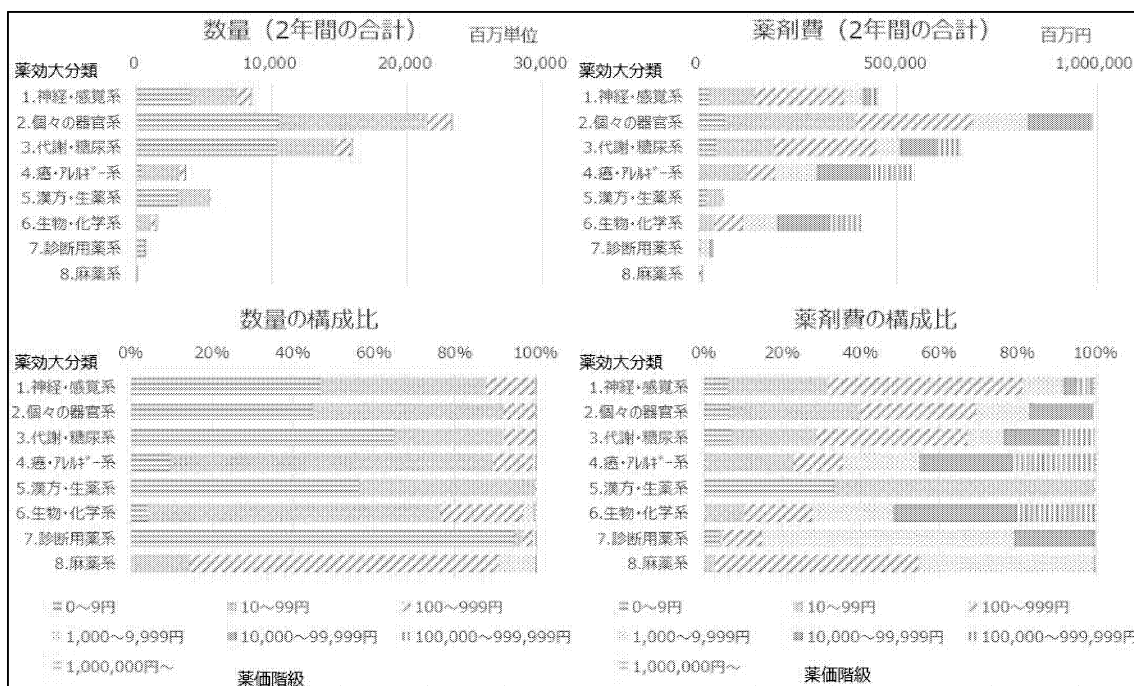 数量（2年間の合計） 百万単位
薬効大分類 0 10,000 20,000 30,000
1.神経・感覚系
2.個々の器官系
3.代謝・糖尿系
4.癌・ｱﾚﾙｷﾞｰ系
5.漢方・生薬系
6.生物・化学系
7.診断用薬系
8.麻薬系
薬剤費（2年間の合計） 百万円
薬効大分類 0 500,000 1,000,000
1.神経・感覚系
2.個々の器官系
3.代謝・糖尿系
4.癌・ｱﾚﾙｷﾞｰ系
5.漢方・生薬系
6.生物・化学系
7.診断用薬系
8.麻薬系
数量の構成比
0% 20% 40% 60% 80% 100%
薬効大分類
1.神経・感覚系
2.個々の器官系
3.代謝・糖尿系
4.癌・ｱﾚﾙｷﾞｰ系
5.漢方・生薬系
6.生物・化学系
7.診断用薬系
8.麻薬系
0～9円 10～99円 100～999円
1,000～9,999円 10,000～99,999円 100,000～999,999円
1,000,000円～
薬価階級
薬剤費の構成比
0% 20% 40% 60% 80% 100%
薬効大分類
1.神経・感覚系
2.個々の器官系
3.代謝・糖尿系
4.癌・ｱﾚﾙｷﾞｰ系
5.漢方・生薬系
6.生物・化学系
7.診断用薬系
8.麻薬系
0～9円 10～99円 100～999円
1,000～9,999円 10,000～99,999円 100,000～999,999円
1,000,000円～
薬価階級